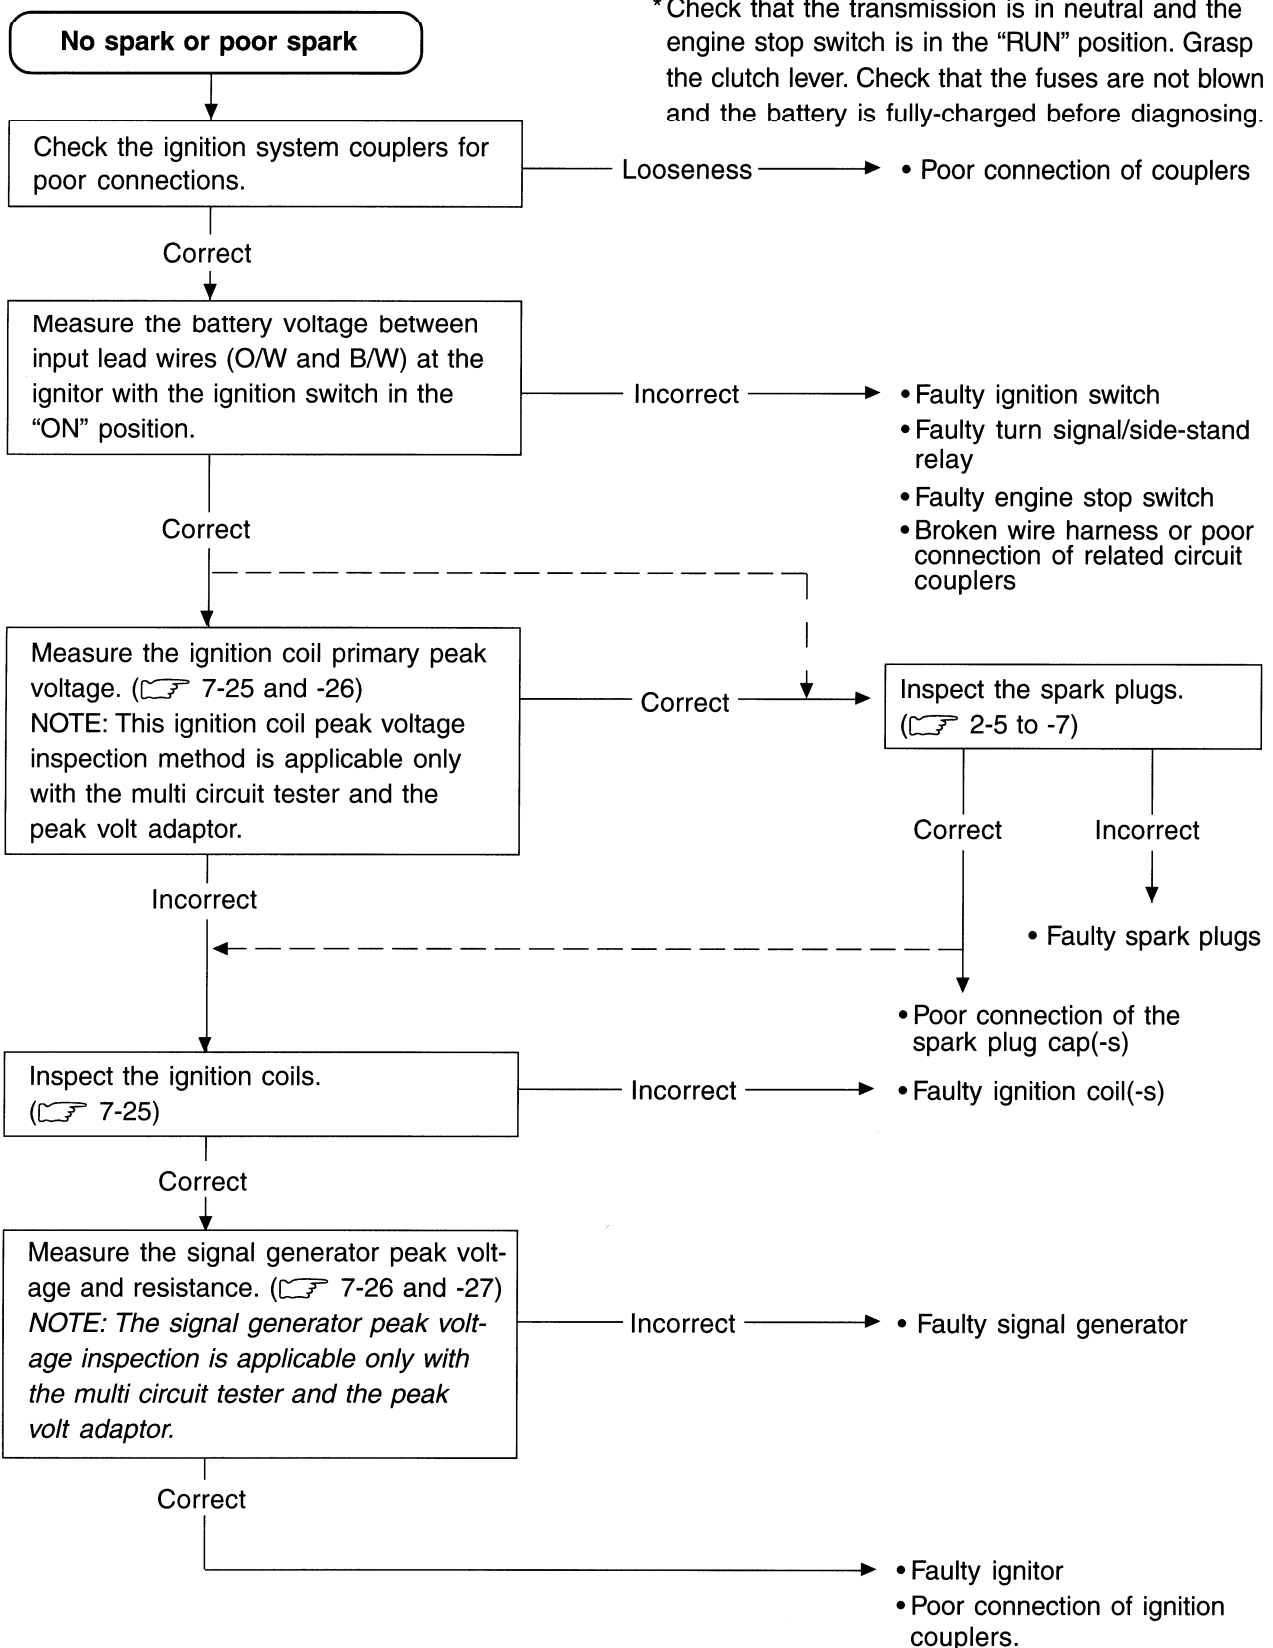 No spark or poor spark
*Check that the transmission is in neutral and the
engine stop switch is in the “RUN” position. Grasp
the clutch lever. Check that the fuses are not blown
and the battery is fully-charged before diagnosing.
Check the ignition system couplers for
poor connections.
Looseness
• Poor connection of couplers
Correct
Measure the battery voltage between
input lead wires (O/W and B/W) at the
ignitor with the ignition switch in the
“ON” position.
Incorrect
• Faulty ignition switch
• Faulty turn signal/side-stand
relay
• Faulty engine stop switch
• Broken wire harness or poor
connection of related circuit
couplers
Correct
Measure the ignition coil primary peak
voltage. (☞ 7-25 and -26)
NOTE: This ignition coil peak voltage
inspection method is applicable only
with the multi circuit tester and the
peak volt adaptor.
Correct
Inspect the spark plugs.
(☞ 2-5 to -7)
Correct
Incorrect
Incorrect
• Faulty spark plugs
• Poor connection of the
spark plug cap(-s)
Inspect the ignition coils.
(☞ 7-25)
Incorrect
• Faulty ignition coil(-s)
Correct
Measure the signal generator peak volt-
age and resistance. (☞ 7-26 and -27)
NOTE: The signal generator peak volt-
age inspection is applicable only with
the multi circuit tester and the peak
volt adaptor.
Incorrect
• Faulty signal generator
Correct
• Faulty ignitor
• Poor connection of ignition
couplers.